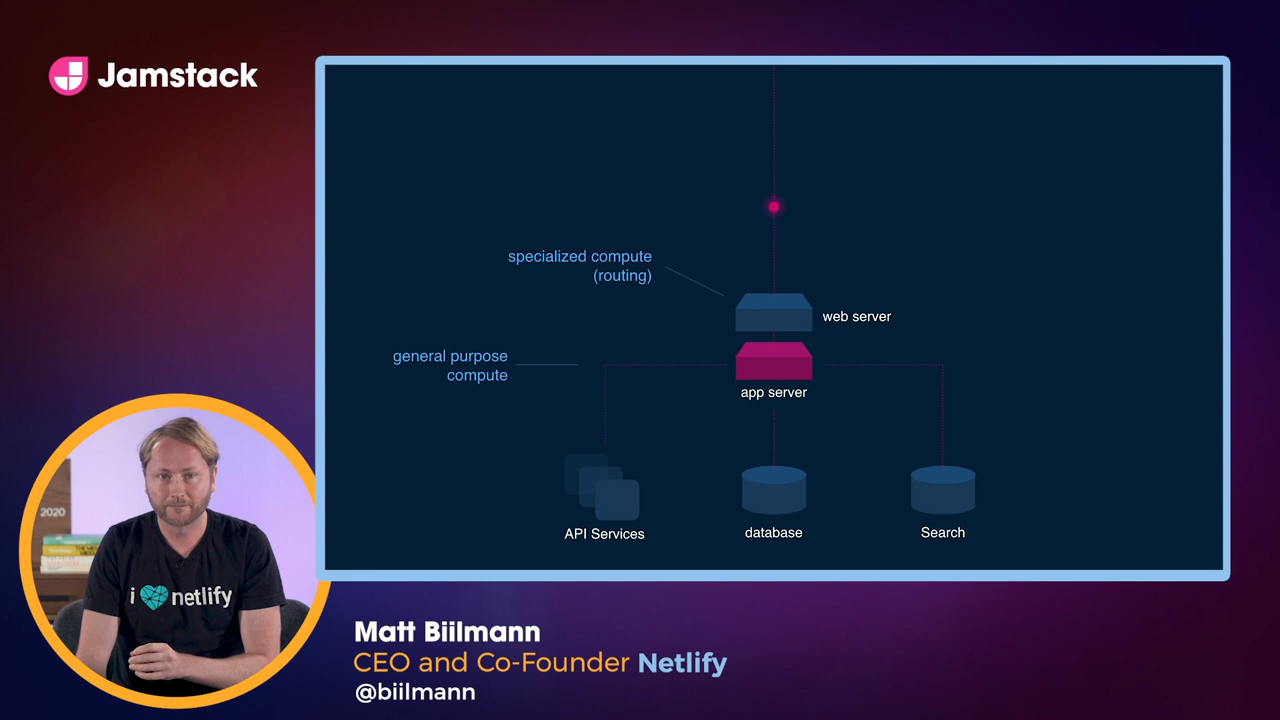 Jamstack
specialized compute
(routing)
web server
general purpose
compute
app server
API Services
database
Search
2020
i netlify
Matt Biilmann
CEO and Co-Founder Netlify
@biilmann